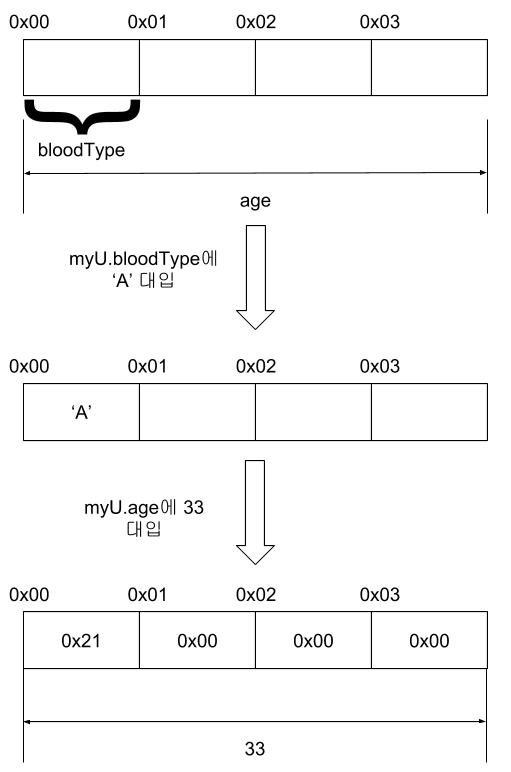 0x00 0x01 0x02 0x03
bloodType
age
myU.bloodType에
‘A’ 대입
0x00 0x01 0x02 0x03
‘A’
myU.age에 33
대입
0x00 0x01 0x02 0x03
0x21 0x00 0x00 0x00
33